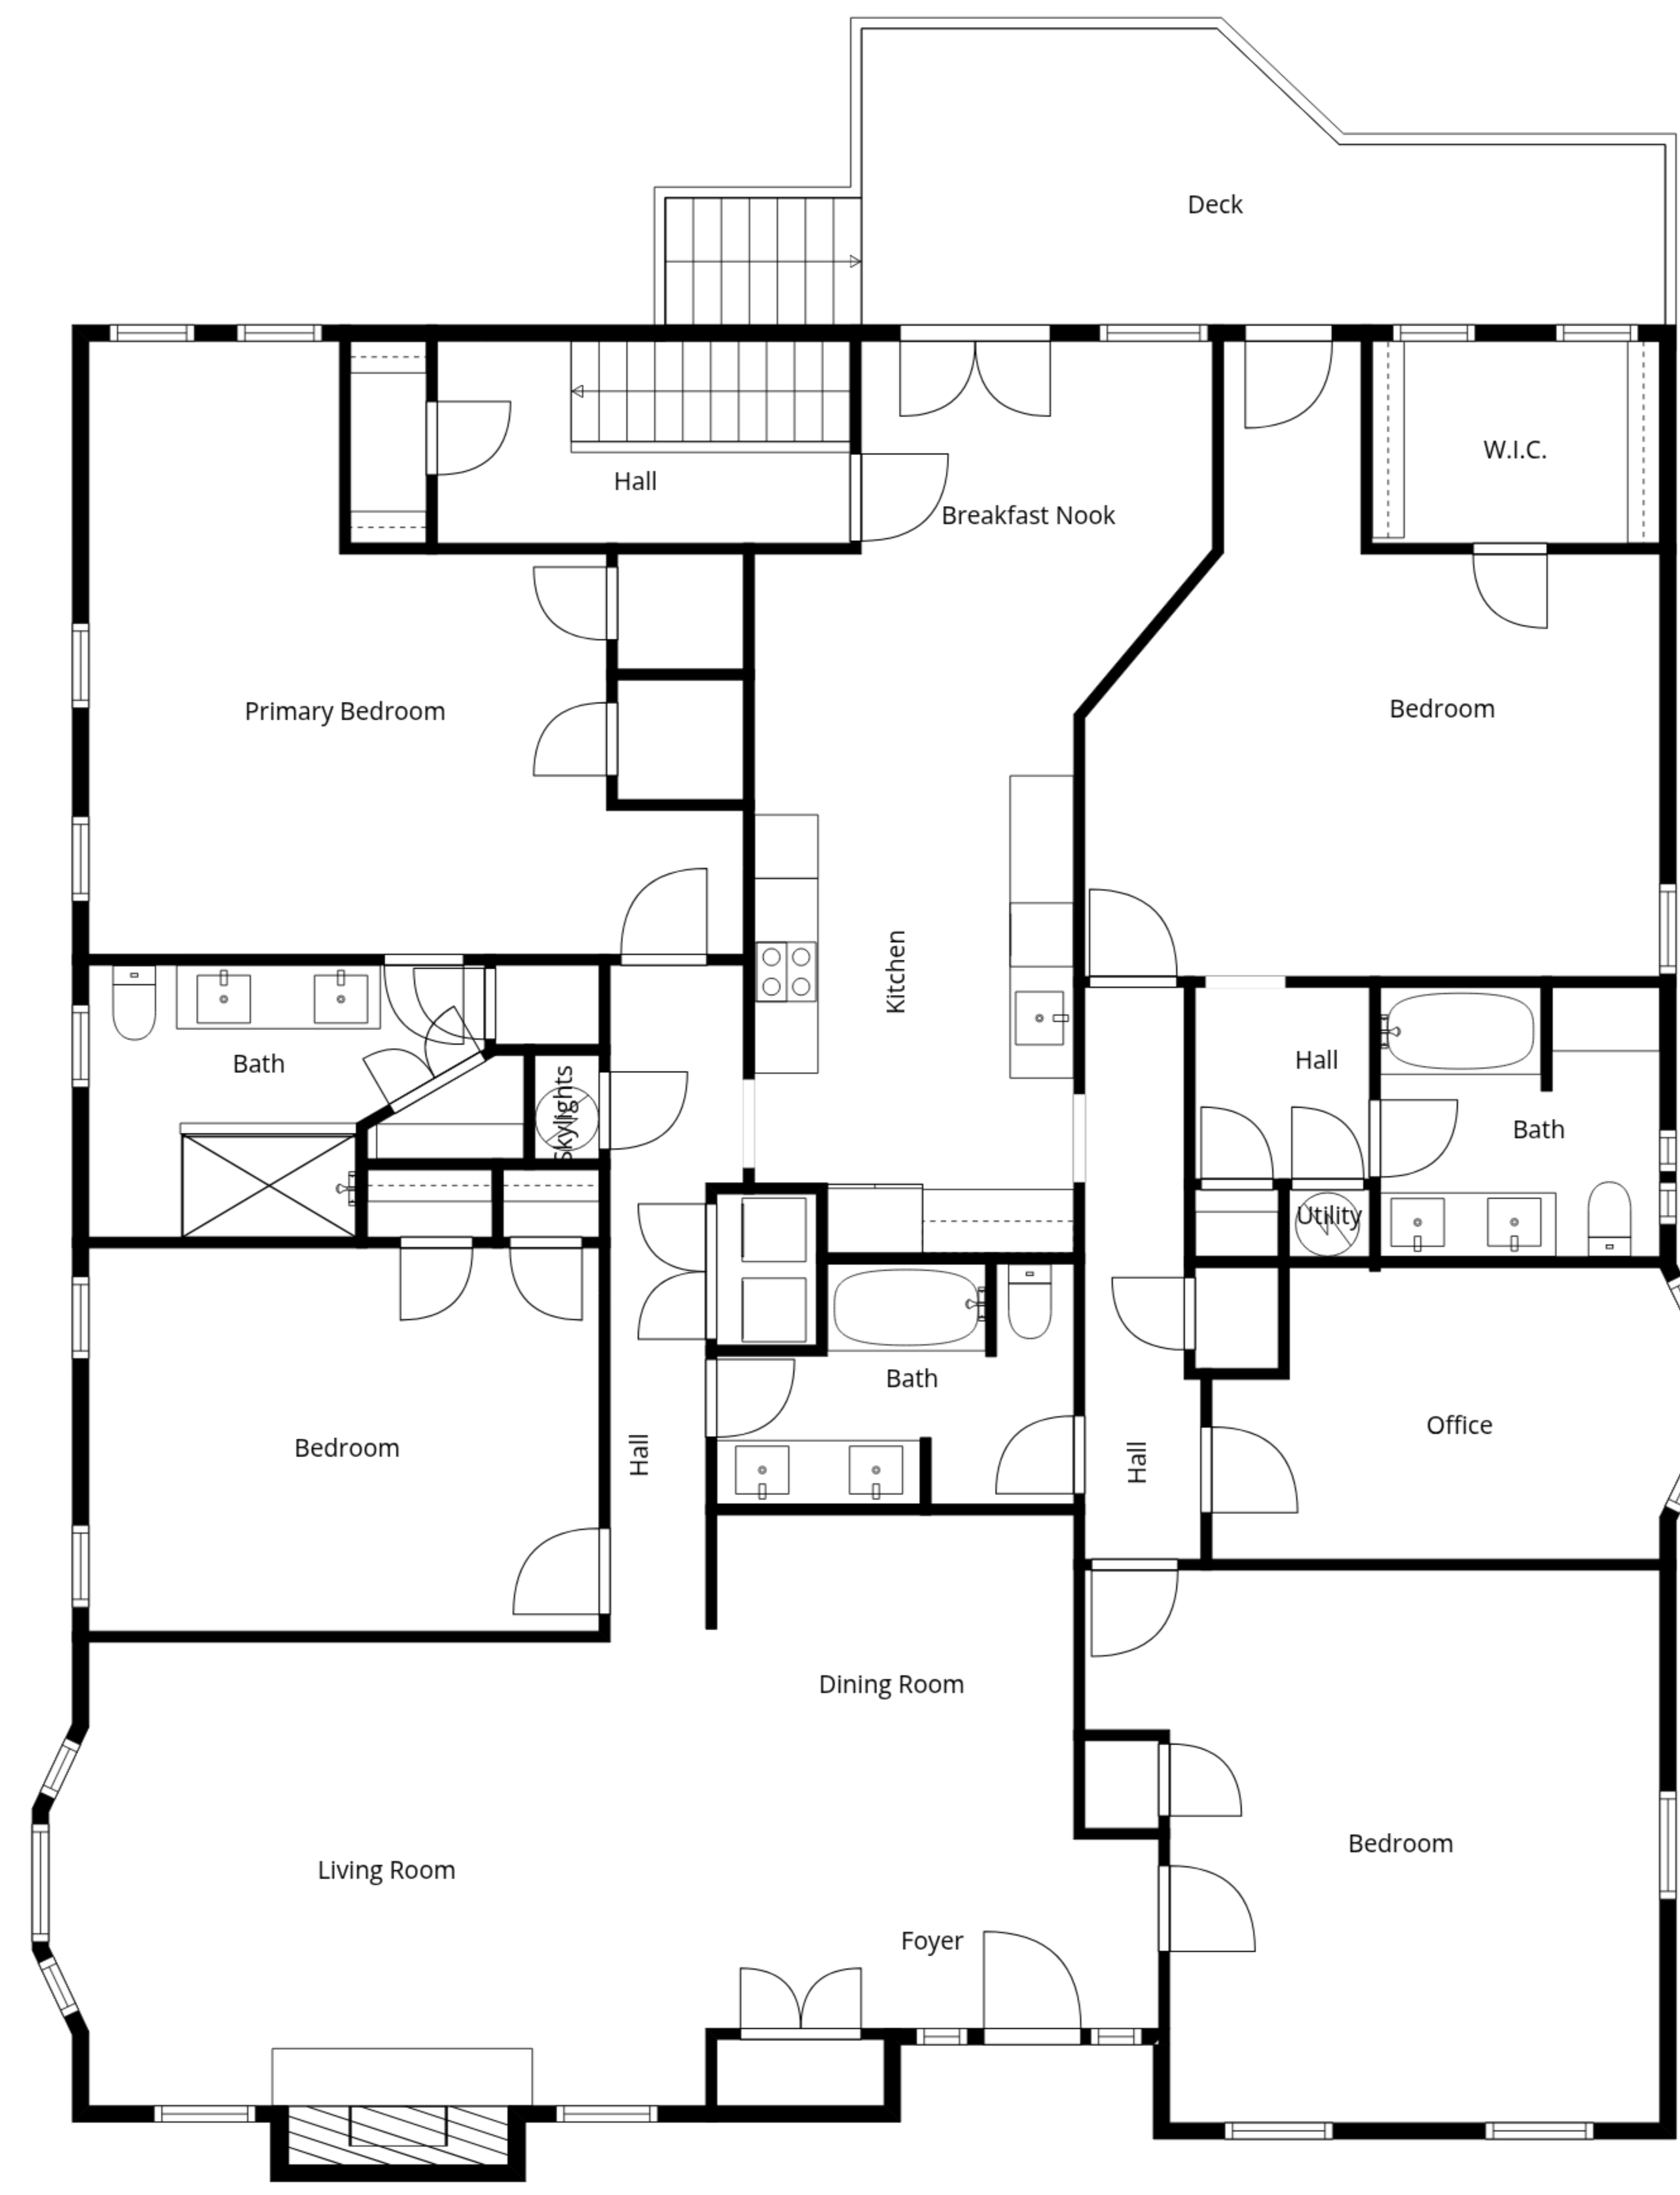 Deck
W.I.C.
Hall
Breakfast Nook
Primary Bedroom
Bedroom
Kitchen
Bath
Skylights
Hall
Bath
Utility
Bath
Office
Bedroom
Hall
Hall
Dining Room
Bedroom
Living Room
Foyer